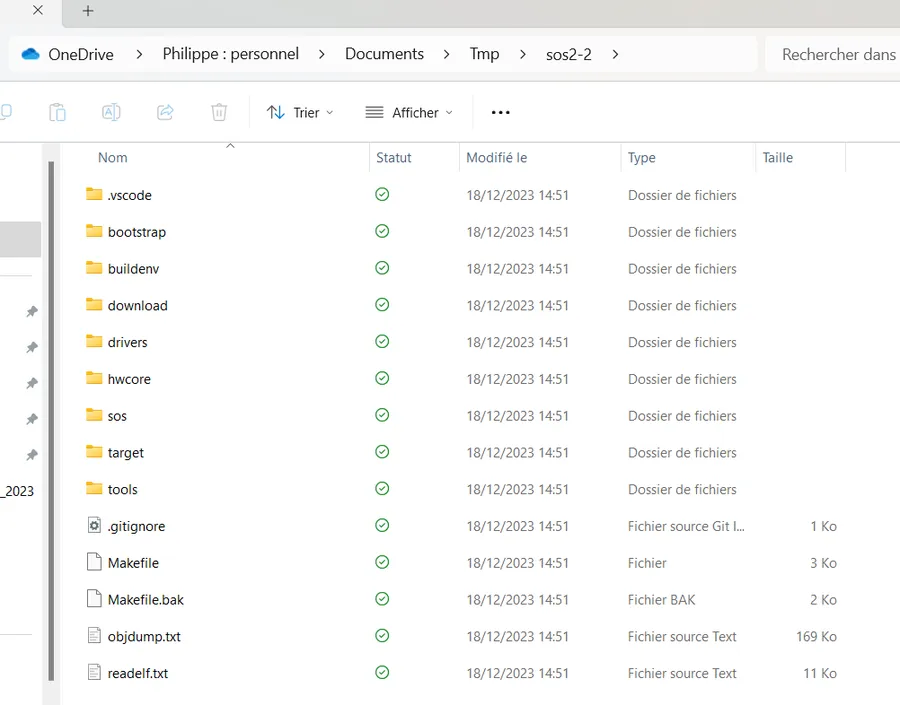 OneDrive > Philippe : personnel > Documents > Tmp > sos2-2 > Rechercher dans
Trier Afficher ...
Nom Statut Modifié le Type Taille
.vscode 18/12/2023 14:51 Dossier de fichiers
bootstrap 18/12/2023 14:51 Dossier de fichiers
buildenv 18/12/2023 14:51 Dossier de fichiers
download 18/12/2023 14:51 Dossier de fichiers
drivers 18/12/2023 14:51 Dossier de fichiers
hwcore 18/12/2023 14:51 Dossier de fichiers
sos 18/12/2023 14:51 Dossier de fichiers
target 18/12/2023 14:51 Dossier de fichiers
_2023
tools 18/12/2023 14:51 Dossier de fichiers
.gitignore 18/12/2023 14:51 Fichier source Git I... 1 Ko
Makefile 18/12/2023 14:51 Fichier 3 Ko
Makefile.bak 18/12/2023 14:51 Fichier BAK 2 Ko
objdump.txt 18/12/2023 14:51 Fichier source Text 169 Ko
readelf.txt 18/12/2023 14:51 Fichier source Text 11 Ko